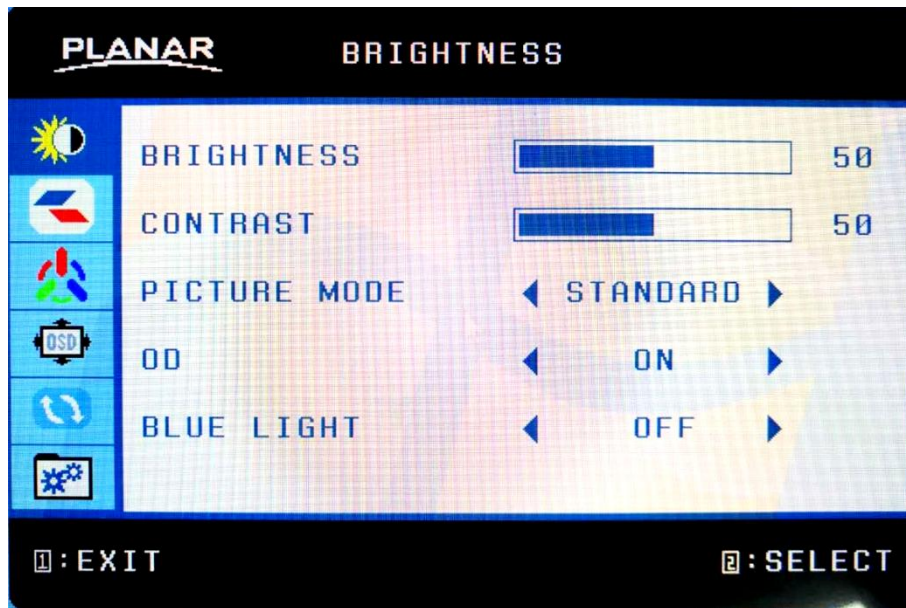 PLANAR BRIGHTNESS
BRIGHTNESS 50
CONTRAST 50
PICTURE MODE STANDARD
OD ON
OSD
BLUE LIGHT OFF
1:EXIT 2:SELECT